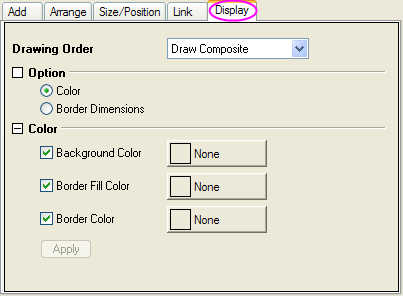 Add Arrange Size/Position Link Display
Drawing Order Draw Composite
Option
Color
Border Dimensions
Color
Background Color None
Border Fill Color None
Border Color None
Apply